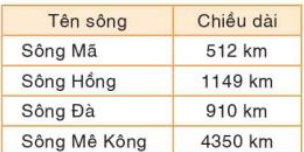 Tên sông Chiều dài
Sông Mã 512 km
Sông Hồng 1149 km
Sông Đà 910 km
Sông Mê Kông 4350 km